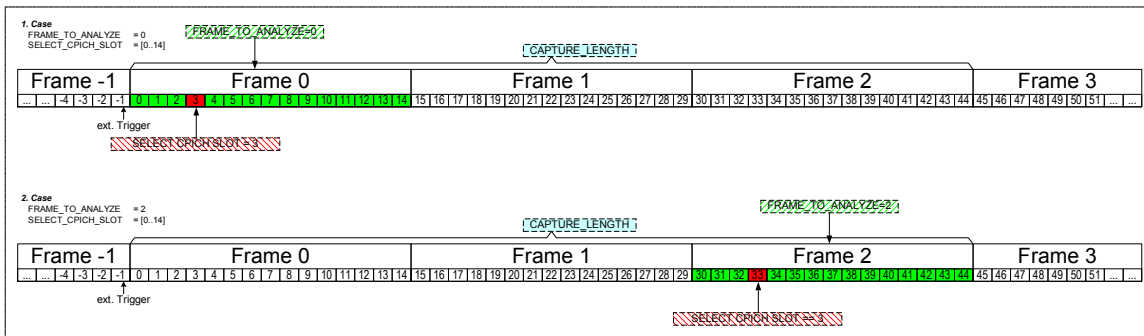 1. Case
FRAME_TO_ANALYZE = 0
SELECT_CPICH_SLOT = [0..14]
FRAME_TO_ANALYZE=0
CAPTURE_LENGTH
Frame -1 Frame 0 Frame 1 Frame 2 Frame 3
... ... -4 -3 -2 -1 0 1 2 3 4 5 6 7 8 9 10 11 12 13 14 15 16 17 18 19 20 21 22 23 24 25 26 27 28 29 30 31 32 33 34 35 36 37 38 39 40 41 42 43 44 45 46 47 48 49 50 51 ... ...
ext. Trigger
SELECT CPICH SLOT = 3
2. Case
FRAME_TO_ANALYZE = 2
SELECT_CPICH_SLOT = [0..14]
FRAME_TO_ANALYZE=2
CAPTURE_LENGTH
Frame -1 Frame 0 Frame 1 Frame 2 Frame 3
... ... -4 -3 -2 -1 0 1 2 3 4 5 6 7 8 9 10 11 12 13 14 15 16 17 18 19 20 21 22 23 24 25 26 27 28 29 30 31 32 33 34 35 36 37 38 39 40 41 42 43 44 45 46 47 48 49 50 51 ... ...
ext. Trigger
SELECT CPICH SLOT == 3